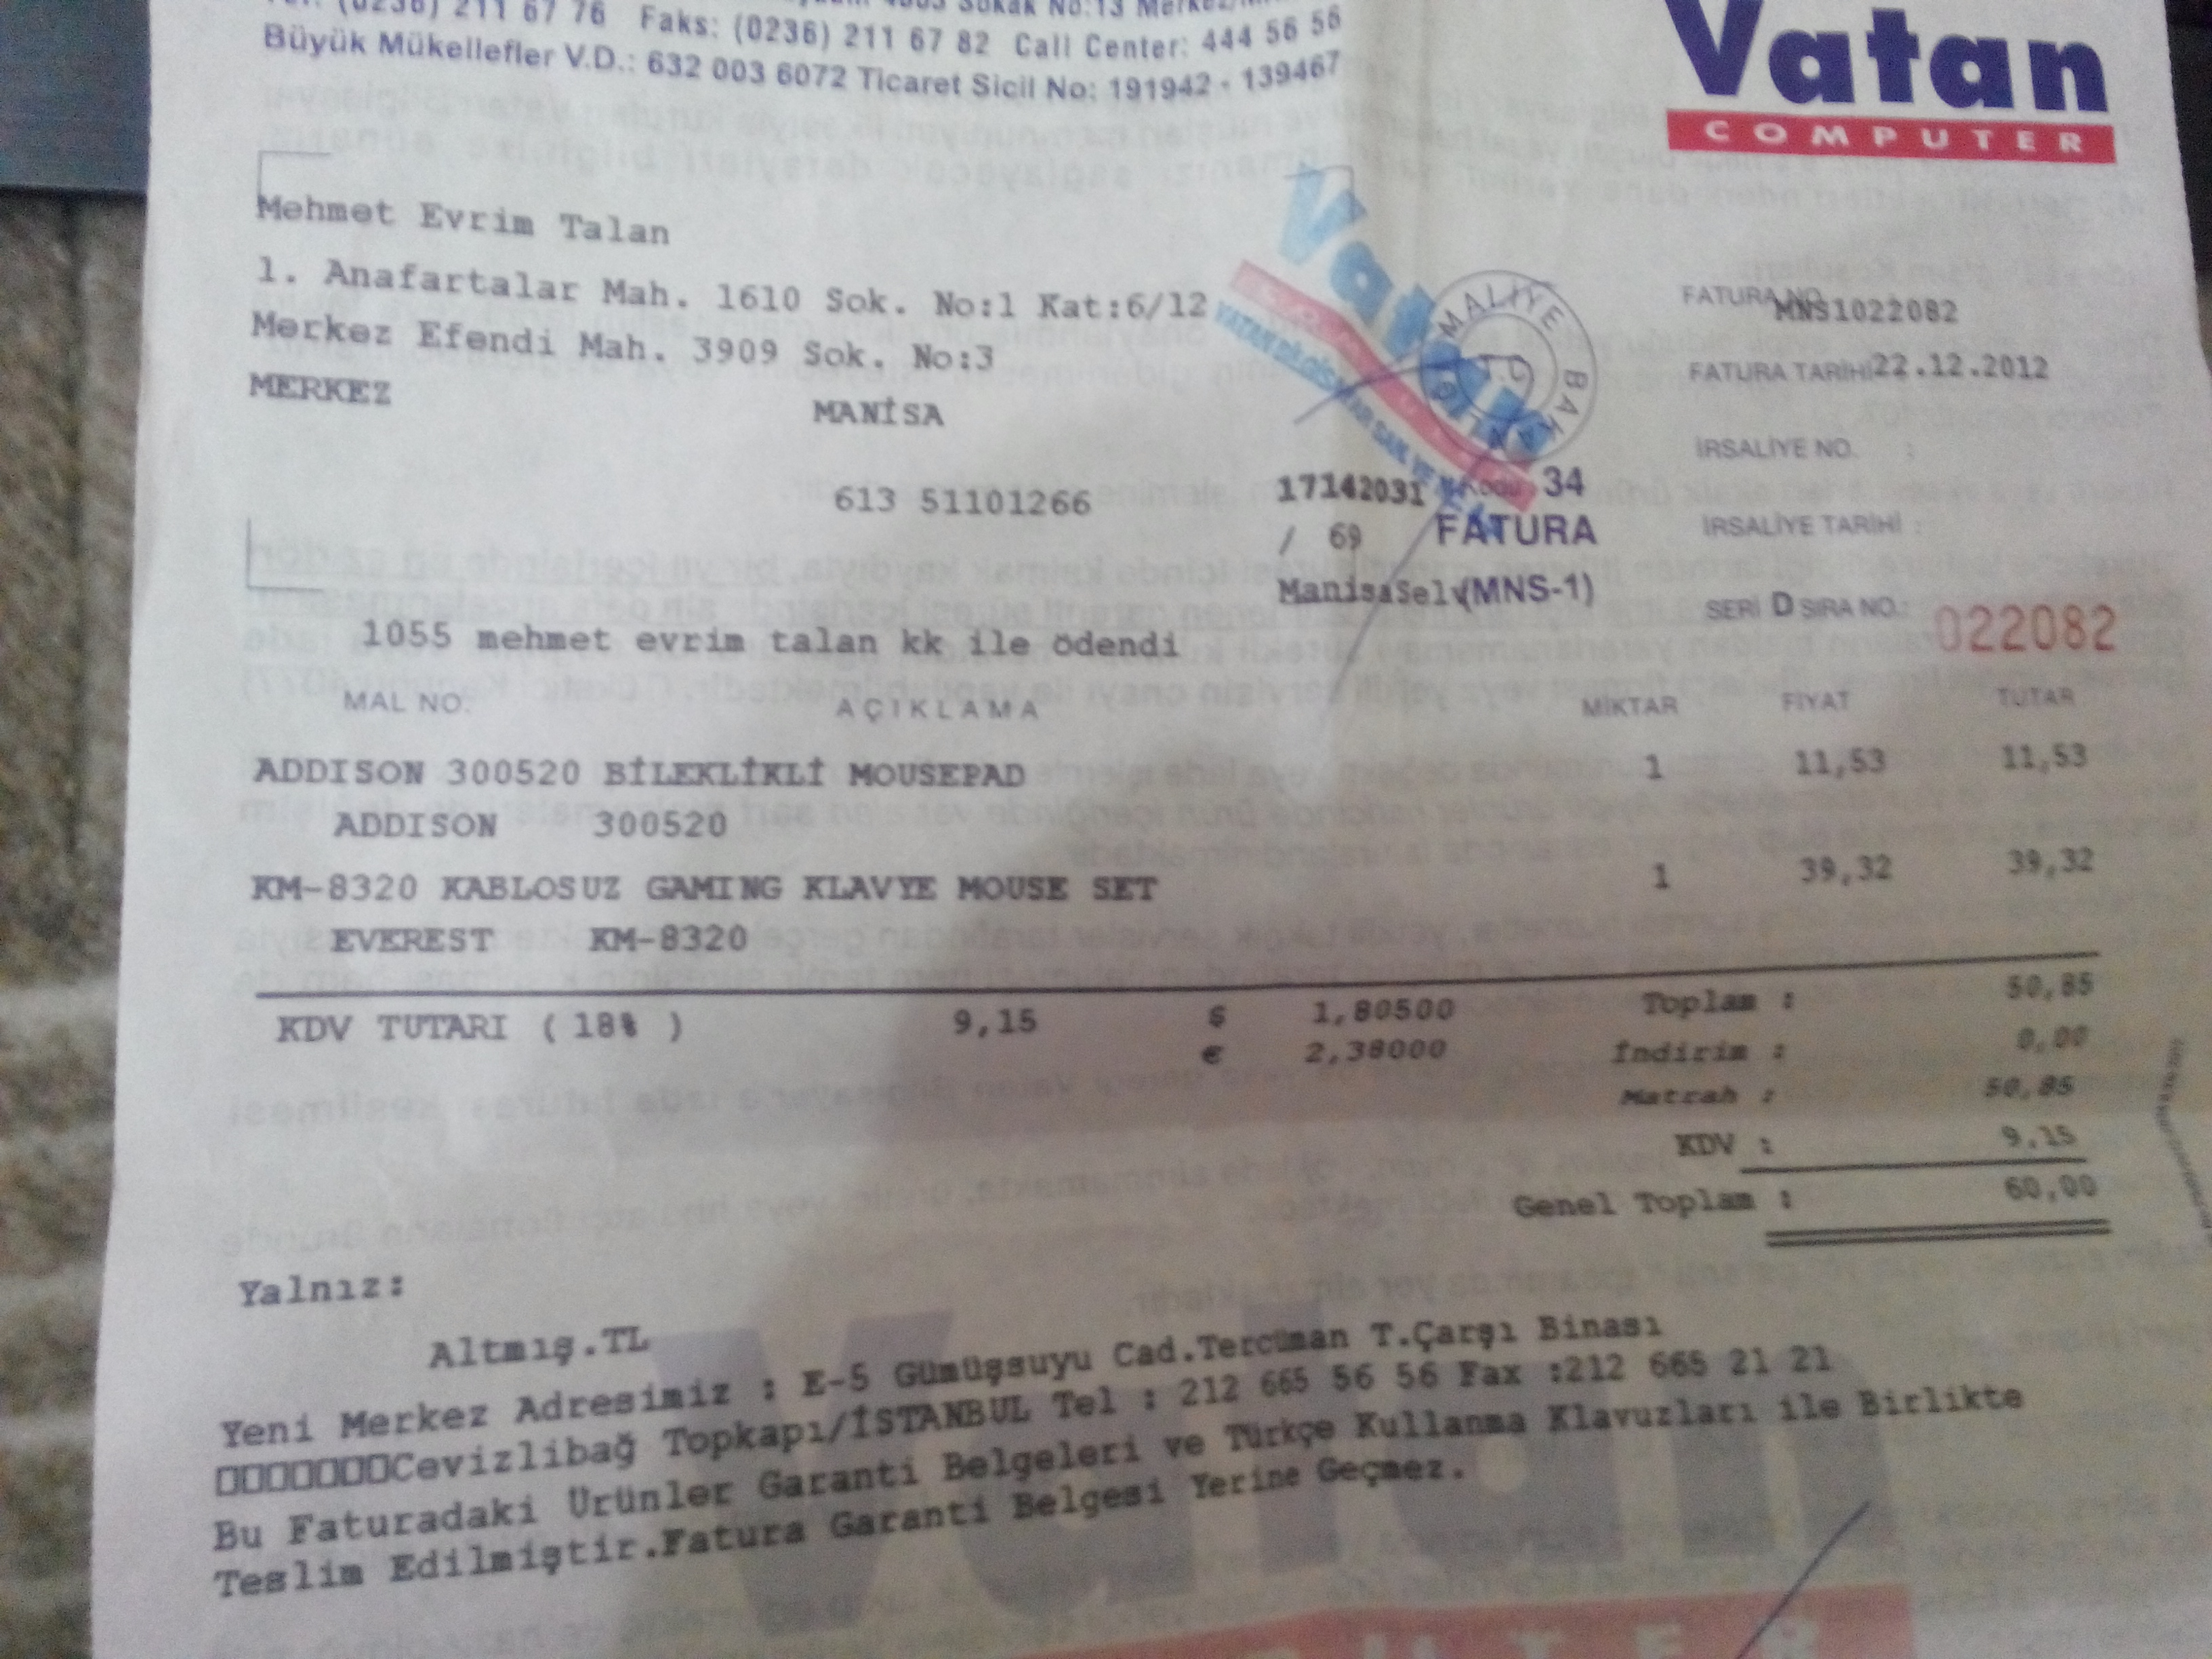 (0236) 211 67 76 Faks: (0236) 211 67 82 Call Center: 444 56 56
Büyük Mükellefler V.D.: 632 003 6072 Ticaret Sicil No: 191942 - 139467
Vatan
COMPUTER
Mehmet Evrim Talan
1. Anafartalar Mah. 1610 Sok. No:1 Kat:6/12
Merkez Efendi Mah. 3909 Sok. No:3
MERKEZ MANİSA
613 51101266
Vatan
MALİYE BAK
FATURA NO MNS1022082
FATURA TARİHİ 22.12.2012
İRSALİYE NO. :
İRSALİYE TARİHİ :
17142031 Kodu 34
/ 69 FATURA
ManisaSelv(MNS-1)
SERİ D SIRA NO.: 022082
1055 mehmet evrim talan kk ile ödendi
MAL NO. AÇIKLAMA MİKTAR FİYAT TUTAR
ADDISON 300520 BİLEKLİKLİ MOUSEPAD 1 11,53 11,53
ADDISON 300520
KM-8320 KABLOSUZ GAMING KLAVYE MOUSE SET 1 39,32 39,32
EVEREST KM-8320
KDV TUTARI ( 18% ) 9,15 $ 1,80500 Toplam : 50,85
€ 2,38000 İndirim : 0,00
Matrah : 50,85
KDV : 9,15
Genel Toplam : 60,00
Yalnız:
Altmış.TL
Yeni Merkez Adresimiz : E-5 Gümüşsuyu Cad.Tercüman T.Çarşı Binası
Cevizlibağ Topkapı/İSTANBUL Tel : 212 665 56 56 Fax :212 665 21 21
Bu Faturadaki Ürünler Garanti Belgeleri ve Türkçe Kullanma Klavuzları ile Birlikte
Teslim Edilmiştir.Fatura Garanti Belgesi Yerine Geçmez.